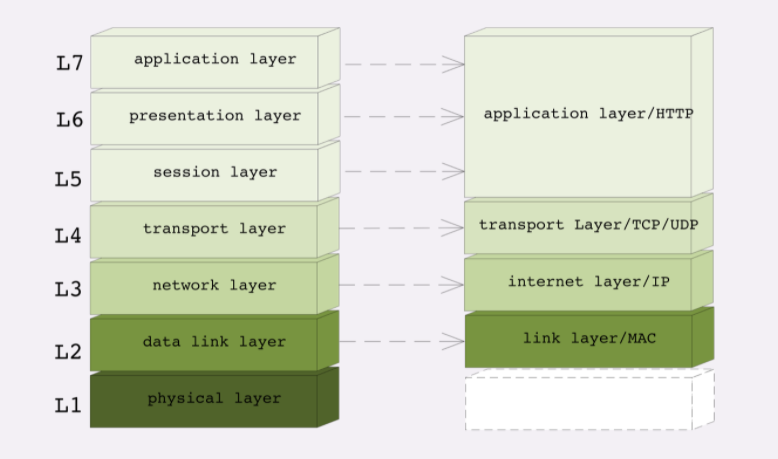 L7 application layer
application layer/HTTP
L6 presentation layer
L5 session layer
L4 transport layer
transport Layer/TCP/UDP
L3 network layer
internet layer/IP
L2 data link layer
link layer/MAC
L1 physical layer